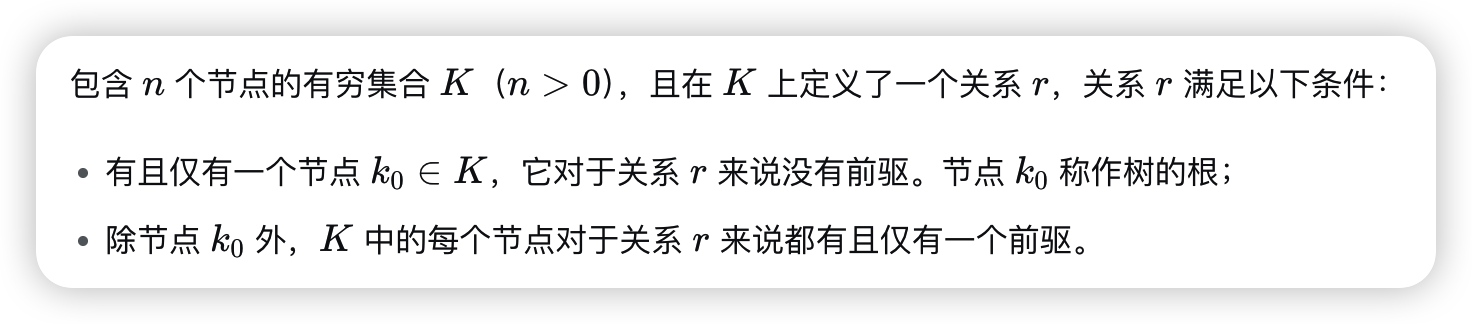 包含 n 个节点的有穷集合 K（n > 0），且在 K 上定义了一个关系 r，关系 r 满足以下条件：
• 有且仅有一个节点 k₀ ∈ K，它对于关系 r 来说没有前驱。节点 k₀ 称作树的根；
• 除节点 k₀ 外，K 中的每个节点对于关系 r 来说都有且仅有一个前驱。